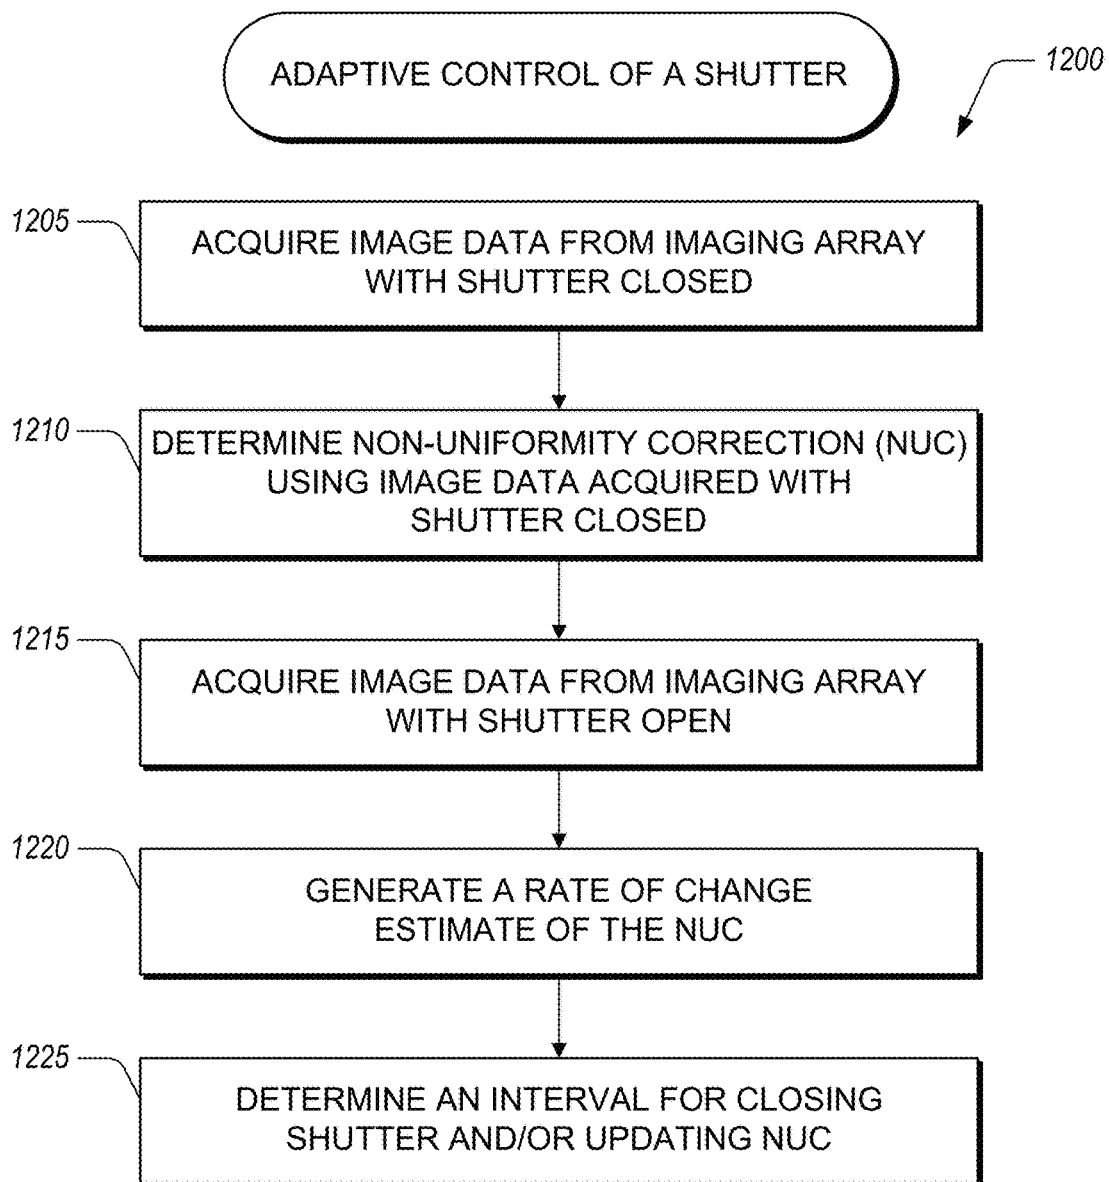 ADAPTIVE CONTROL OF A SHUTTER
1200
1205
ACQUIRE IMAGE DATA FROM IMAGING ARRAY
WITH SHUTTER CLOSED
1210
DETERMINE NON-UNIFORMITY CORRECTION (NUC)
USING IMAGE DATA ACQUIRED WITH
SHUTTER CLOSED
1215
ACQUIRE IMAGE DATA FROM IMAGING ARRAY
WITH SHUTTER OPEN
1220
GENERATE A RATE OF CHANGE
ESTIMATE OF THE NUC
1225
DETERMINE AN INTERVAL FOR CLOSING
SHUTTER AND/OR UPDATING NUC